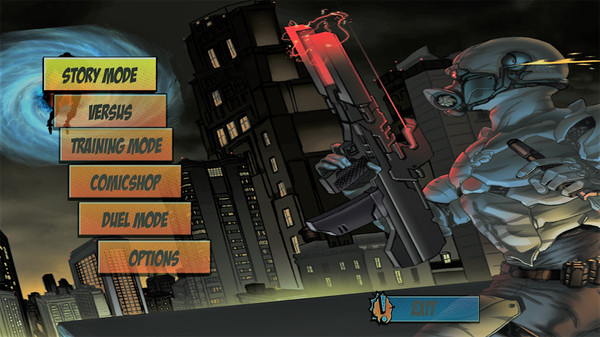 STORY MODE
VERSUS
TRAINING MODE
COMICSHOP
DUEL MODE
OPTIONS
EXIT